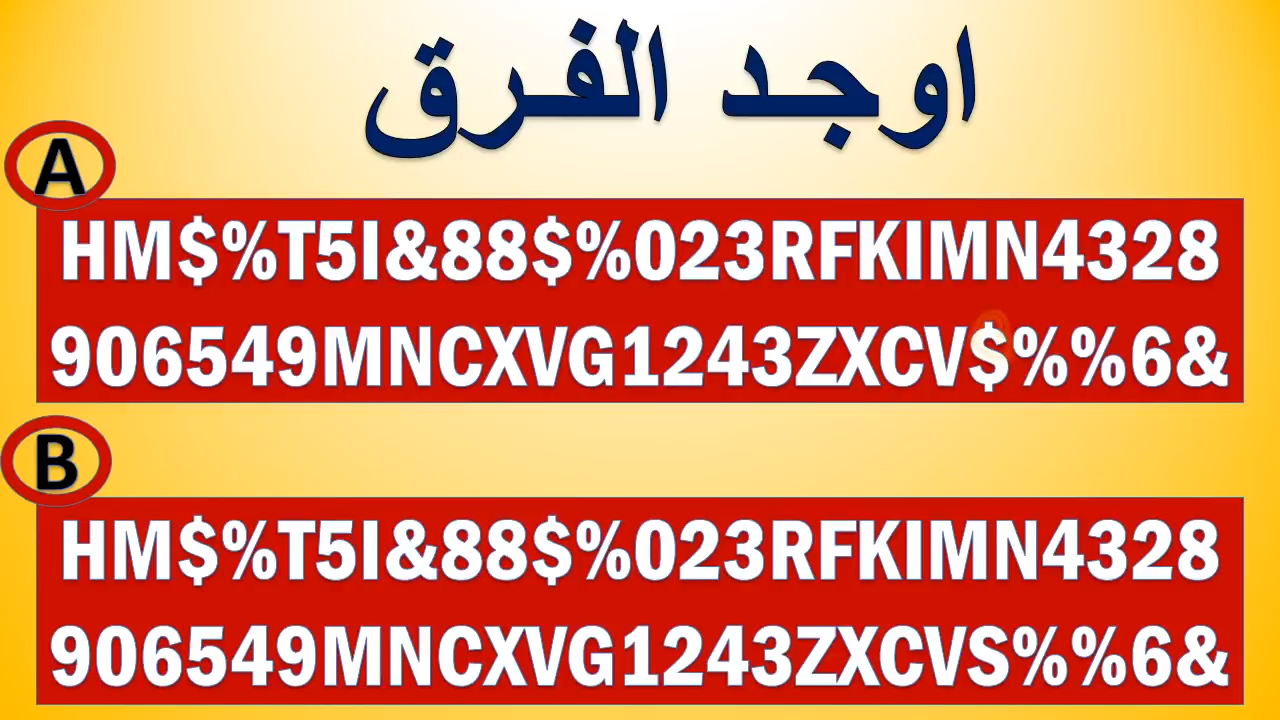 اوجد الفرق
A
HM$%T5I&88$%023RFKIMN4328
906549MNCXVG1243ZXCV$%%6&
B
HM$%T5I&88$%023RFKIMN4328
906549MNCXVG1243ZXCVS%%6&